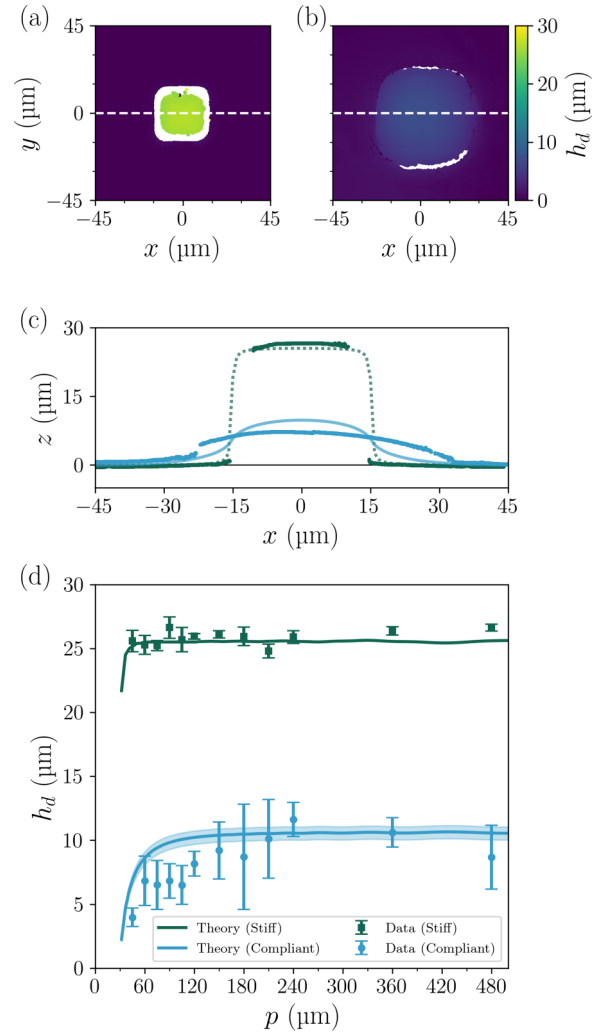 (a)
(b)
45
0
−45
y (µm)
−45
0
45
x (µm)
−45
0
45
x (µm)
30
20
10
0
h_d (µm)
(c)
30
15
0
z (µm)
−45
−30
−15
0
15
30
45
x (µm)
(d)
30
25
20
15
10
5
0
h_d (µm)
Theory (Stiff)
Theory (Compliant)
Data (Stiff)
Data (Compliant)
0
60
120
180
240
300
360
420
480
p (µm)